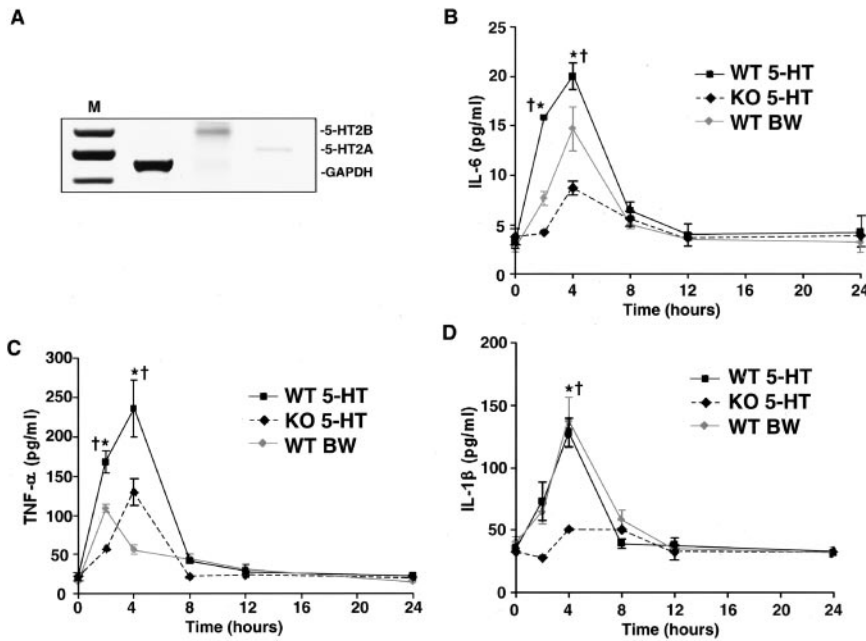 A
M
-5-HT2B
-5-HT2A
-GAPDH
B
25
20
15
10
5
0
IL-6 (pg/ml)
†★
★†
WT 5-HT
KO 5-HT
WT BW
0 4 8 12 16 20 24
Time (hours)
C
300
250
200
150
100
50
0
TNF-α (pg/ml)
†★
★†
WT 5-HT
KO 5-HT
WT BW
0 4 8 12 16 20 24
Time (hours)
D
200
150
100
50
0
IL-1β (pg/ml)
★†
WT 5-HT
KO 5-HT
WT BW
0 4 8 12 16 20 24
Time (hours)